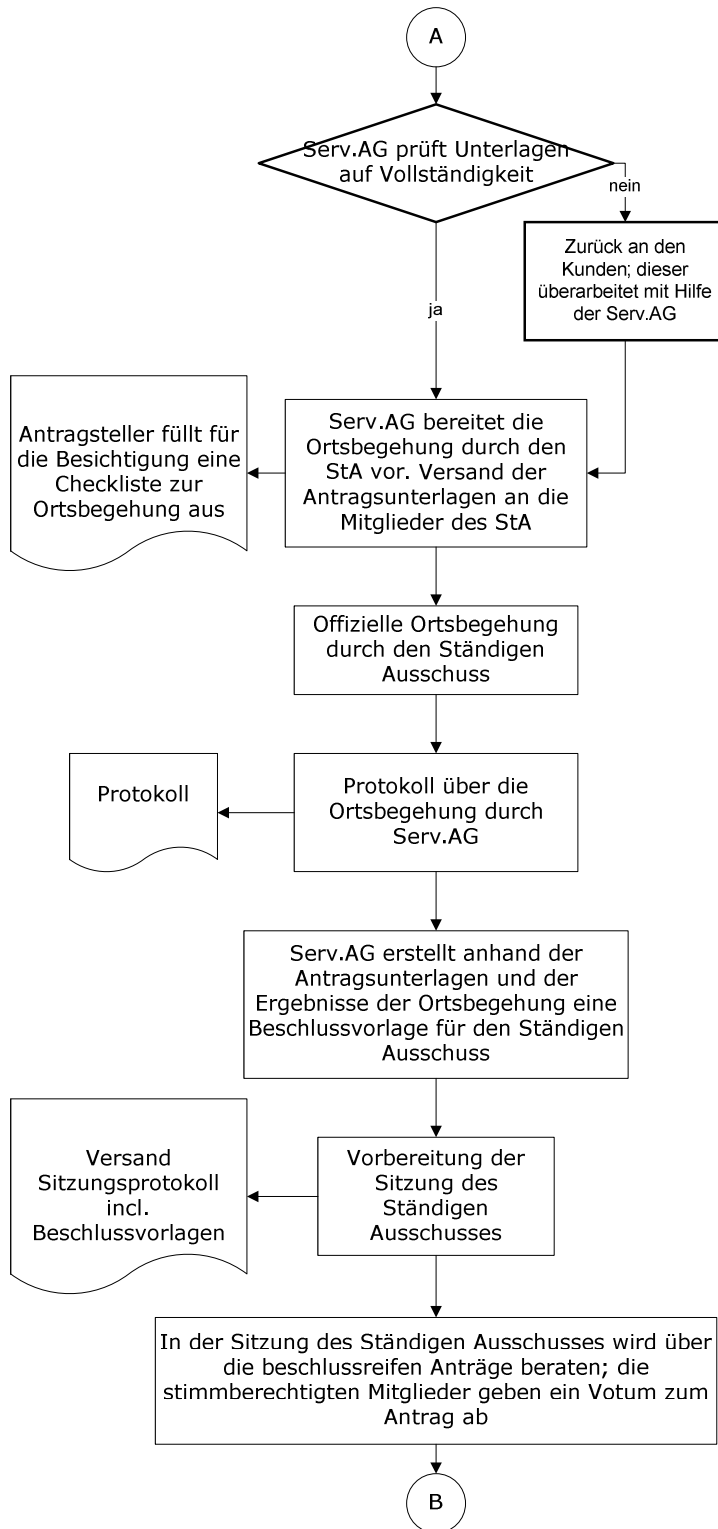 A
Serv.AG prüft Unterlagen
auf Vollständigkeit
nein
Zurück an den
Kunden; dieser
überarbeitet mit Hilfe
der Serv.AG
ja
Antragsteller füllt für
die Besichtigung eine
Checkliste zur
Ortsbegehung aus
Serv.AG bereitet die
Ortsbegehung durch den
StA vor. Versand der
Antragsunterlagen an die
Mitglieder des StA
Offizielle Ortsbegehung
durch den Ständigen
Ausschuss
Protokoll
Protokoll über die
Ortsbegehung durch
Serv.AG
Serv.AG erstellt anhand der
Antragsunterlagen und der
Ergebnisse der Ortsbegehung eine
Beschlussvorlage für den Ständigen
Ausschuss
Versand
Sitzungsprotokoll
incl.
Beschlussvorlagen
Vorbereitung der
Sitzung des
Ständigen
Ausschusses
In der Sitzung des Ständigen Ausschusses wird über
die beschlussreifen Anträge beraten; die
stimmberechtigten Mitglieder geben ein Votum zum
Antrag ab
B